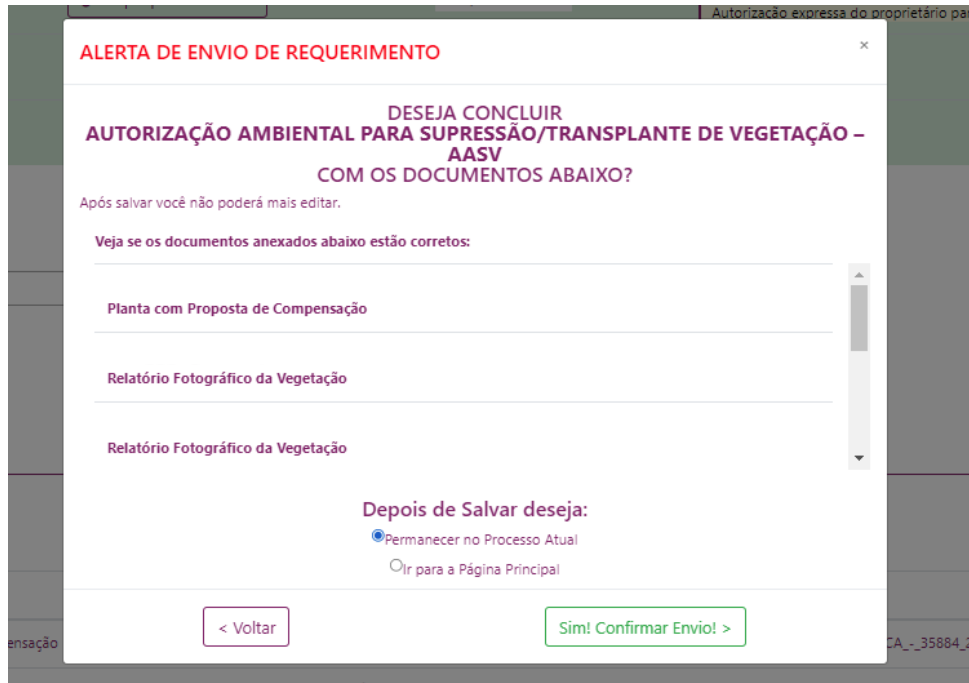 Autorização expressa do proprietário par
ALERTA DE ENVIO DE REQUERIMENTO
×
DESEJA CONCLUIR
AUTORIZAÇÃO AMBIENTAL PARA SUPRESSÃO/TRANSPLANTE DE VEGETAÇÃO –
AASV
COM OS DOCUMENTOS ABAIXO?
Após salvar você não poderá mais editar.
Veja se os documentos anexados abaixo estão corretos:
Planta com Proposta de Compensação
Relatório Fotográfico da Vegetação
Relatório Fotográfico da Vegetação
Depois de Salvar deseja:
Permanecer no Processo Atual
Ir para a Página Principal
< Voltar
Sim! Confirmar Envio! >
ensação
CA_-_35884_2